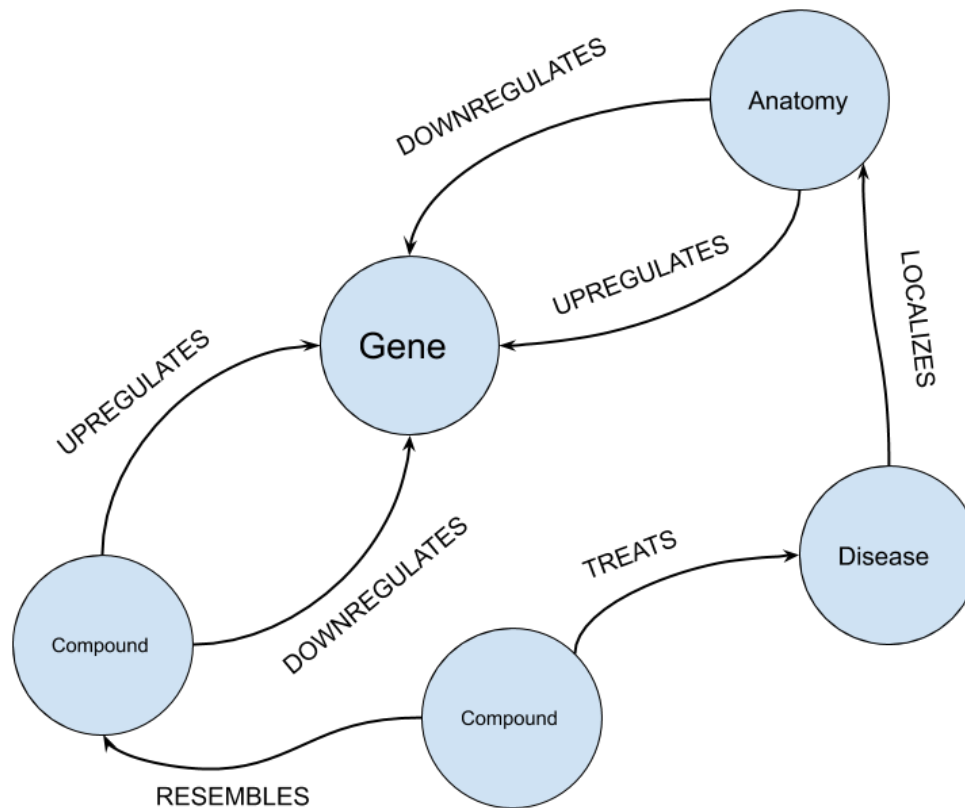 DOWNREGULATES
Anatomy
UPREGULATES
LOCALIZES
Gene
UPREGULATES
DOWNREGULATES
TREATS
Disease
Compound
Compound
RESEMBLES